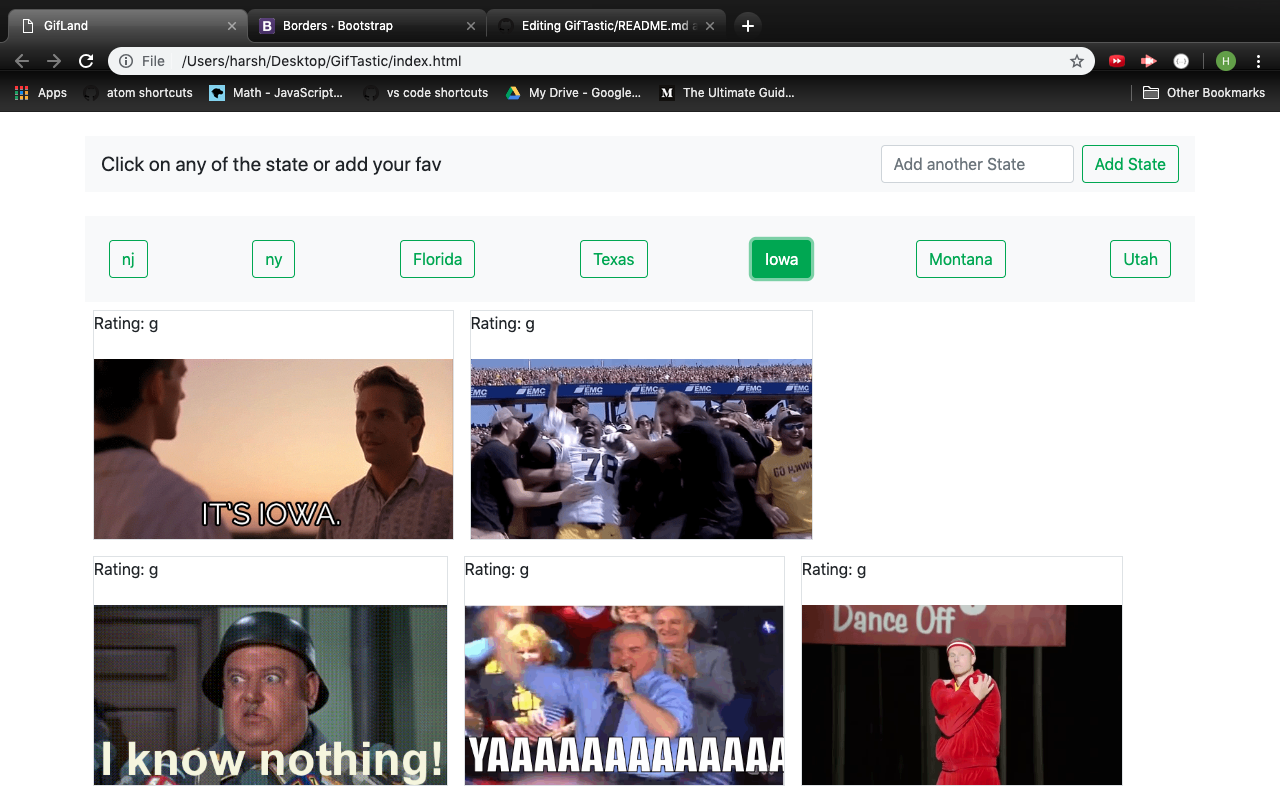 GifLand
B Borders · Bootstrap
Editing GifTastic/README.md a
File /Users/harsh/Desktop/GifTastic/index.html
H
Apps atom shortcuts Math - JavaScript... vs code shortcuts My Drive - Google... M The Ultimate Guid... Other Bookmarks
Click on any of the state or add your fav Add another State Add State
nj ny Florida Texas Iowa Montana Utah
Rating: g Rating: g
EMC EMC EMC EMC EMC
78
GO
IT'S IOWA.
Rating: g Rating: g Rating: g
Dance Off
I know nothing! YAAAAAAAAAAAAA